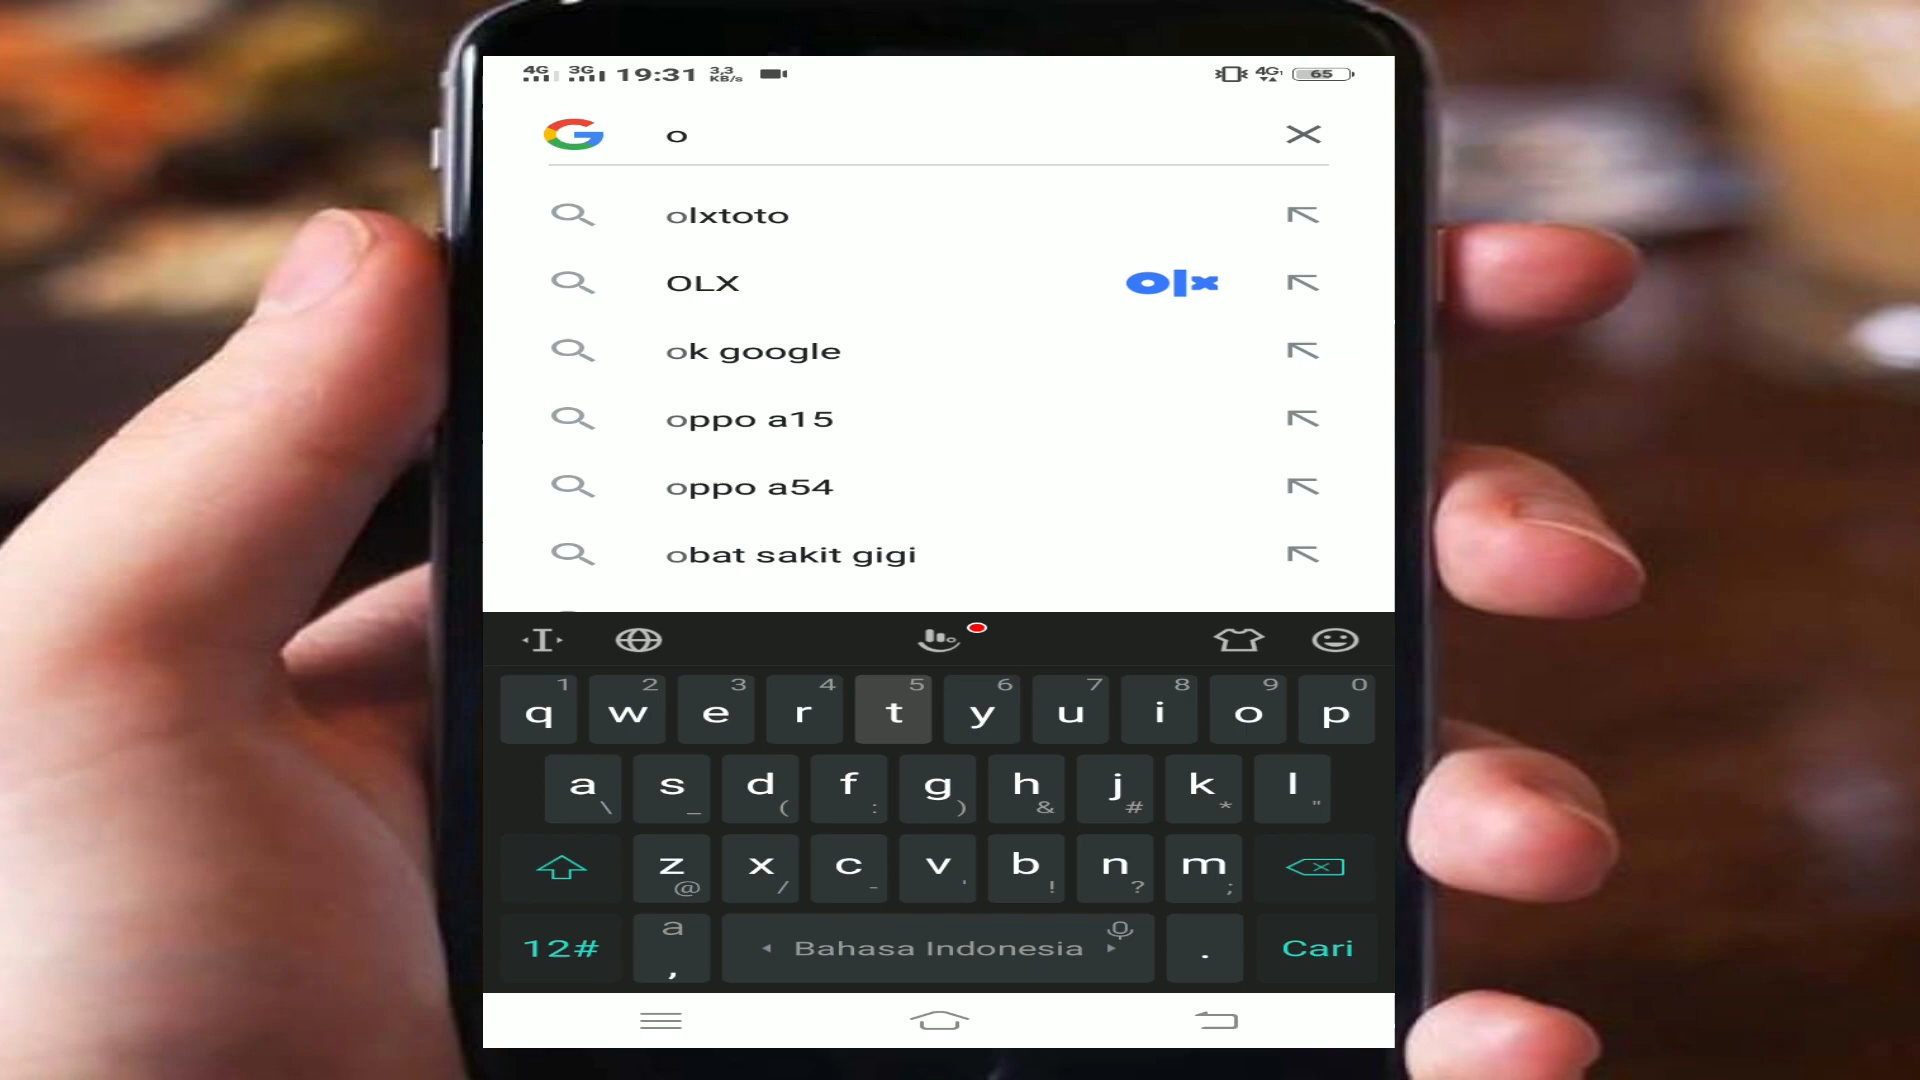 4G 3G 19:31 3,3 KB/s 4G 65
o
olxtoto
OLX olx
ok google
oppo a15
oppo a54
obat sakit gigi
1 2 3 4 5 6 7 8 9 0
q w e r t y u i o p
a s d f g h j k l
\ _ ( : ) & # * "
z x c v b n m
@ / - ' ! ? ;
12# a , Bahasa Indonesia . Cari